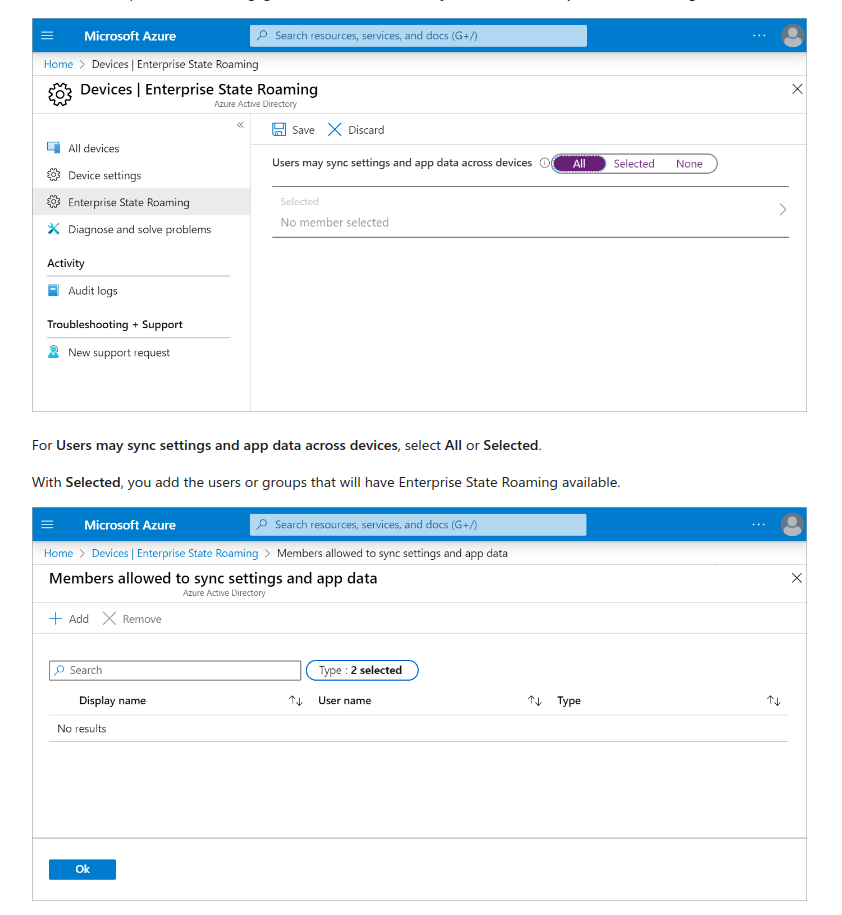 Microsoft Azure
Search resources, services, and docs (G+/)
Home > Devices | Enterprise State Roaming
Devices | Enterprise State Roaming
Azure Active Directory
Save
Discard
All devices
Device settings
Enterprise State Roaming
Diagnose and solve problems
Activity
Audit logs
Troubleshooting + Support
New support request
Users may sync settings and app data across devices All Selected None
Selected
No member selected
For Users may sync settings and app data across devices, select All or Selected.
With Selected, you add the users or groups that will have Enterprise State Roaming available.
Microsoft Azure
Search resources, services, and docs (G+/)
Home > Devices | Enterprise State Roaming > Members allowed to sync settings and app data
Members allowed to sync settings and app data
Azure Active Directory
Add Remove
Search Type : 2 selected
Display name User name Type
No results
Ok